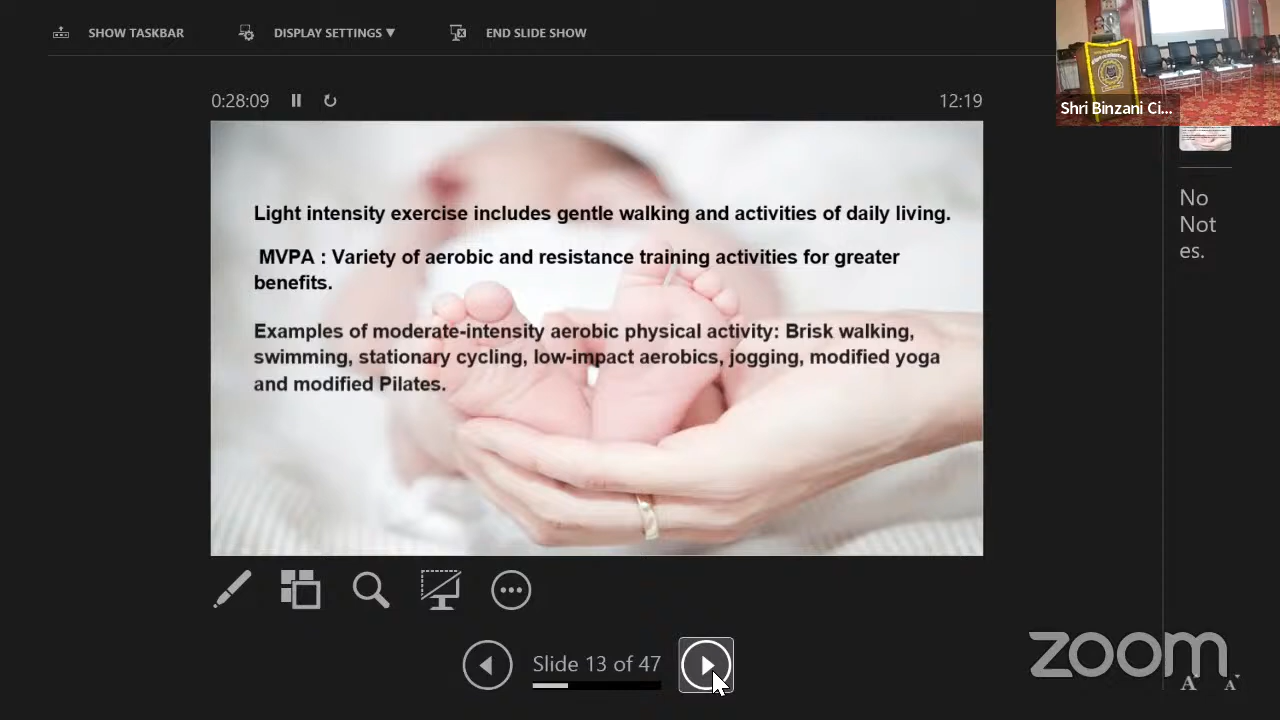 SHOW TASKBAR
DISPLAY SETTINGS ▼
END SLIDE SHOW
0:28:09
12:19
Shri Binzani Ci...
Light intensity exercise includes gentle walking and activities of daily living.
MVPA : Variety of aerobic and resistance training activities for greater
benefits.
Examples of moderate-intensity aerobic physical activity: Brisk walking,
swimming, stationary cycling, low-impact aerobics, jogging, modified yoga
and modified Pilates.
No
Not
es.
Slide 13 of 47
zoom
A A